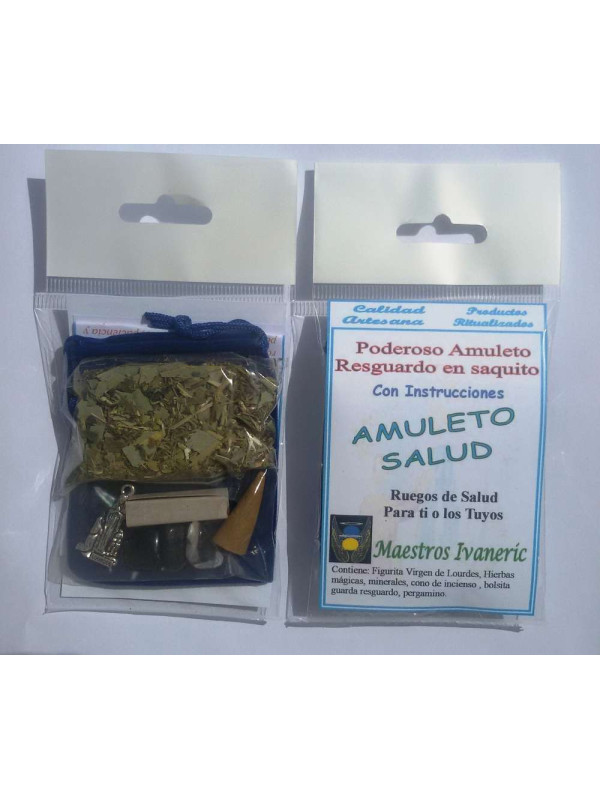 Calidad
Artesana
Productos
Ritualizados
Poderoso Amuleto
Resguardo en saquito
Con Instrucciones
AMULETO
SALUD
Ruegos de Salud
Para ti o los Tuyos
Maestros Ivaneric
Contiene: Figurita Virgen de Lourdes, Hierbas
mágicas, minerales, cono de incienso , bolsita
guarda resguardo, pergamino.